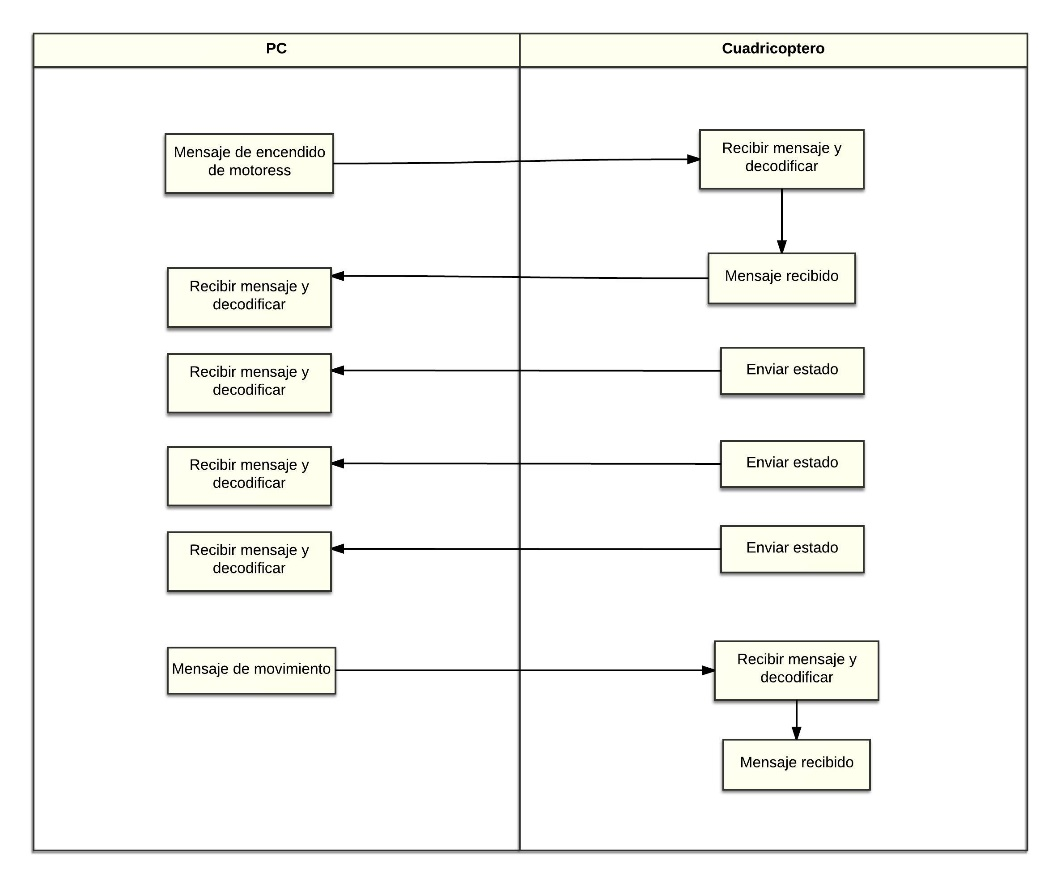 PC
Cuadricoptero
Mensaje de encendido
de motoress
Recibir mensaje y
decodificar
Mensaje recibido
Recibir mensaje y
decodificar
Enviar estado
Recibir mensaje y
decodificar
Enviar estado
Recibir mensaje y
decodificar
Enviar estado
Recibir mensaje y
decodificar
Mensaje de movimiento
Recibir mensaje y
decodificar
Mensaje recibido